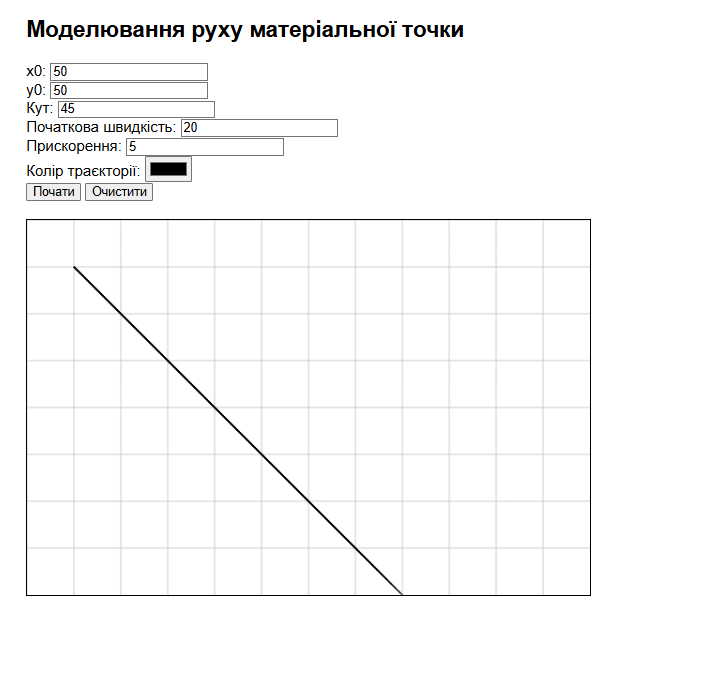 Моделювання руху матеріальної точки
x0: 50
y0: 50
Кут: 45
Початкова швидкість: 20
Прискорення: 5
Колір траєкторії:
Почати Очистити